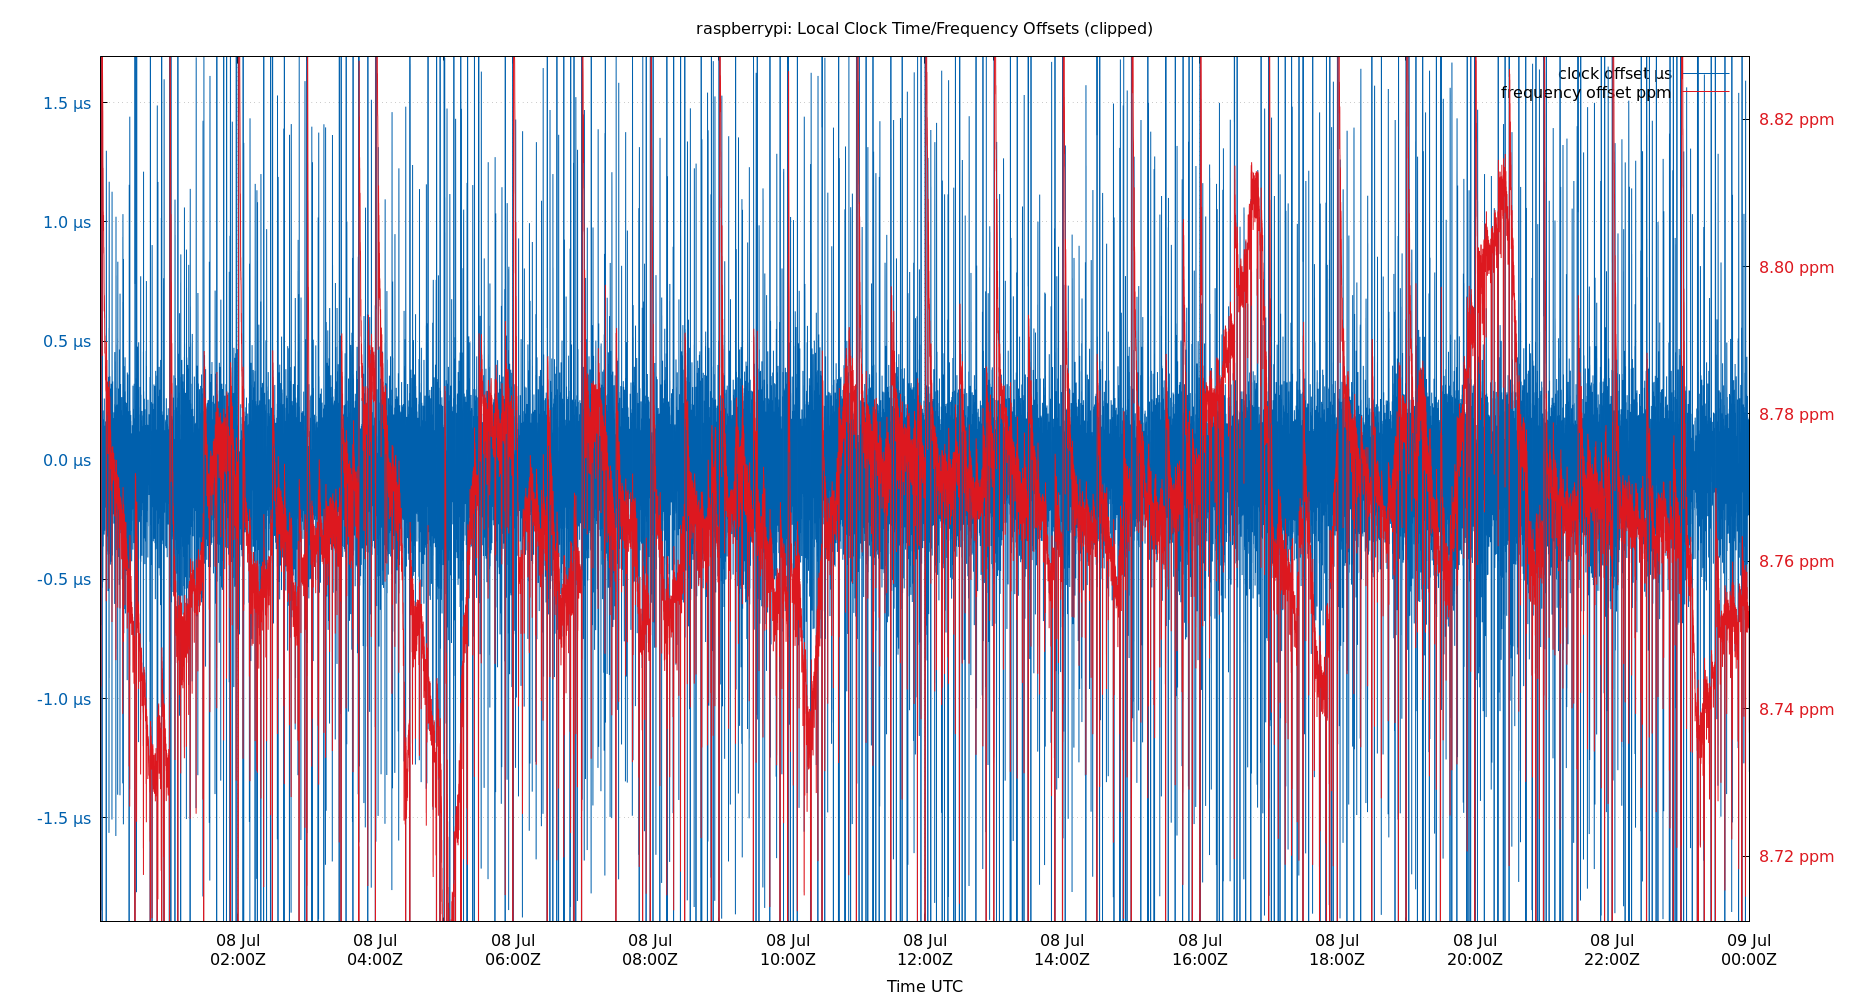 raspberrypi: Local Clock Time/Frequency Offsets (clipped)
clock offset µs
frequency offset ppm
1.5 µs
1.0 µs
0.5 µs
0.0 µs
-0.5 µs
-1.0 µs
-1.5 µs
8.82 ppm
8.80 ppm
8.78 ppm
8.76 ppm
8.74 ppm
8.72 ppm
08 Jul
02:00Z
08 Jul
04:00Z
08 Jul
06:00Z
08 Jul
08:00Z
08 Jul
10:00Z
08 Jul
12:00Z
08 Jul
14:00Z
08 Jul
16:00Z
08 Jul
18:00Z
08 Jul
20:00Z
08 Jul
22:00Z
09 Jul
00:00Z
Time UTC